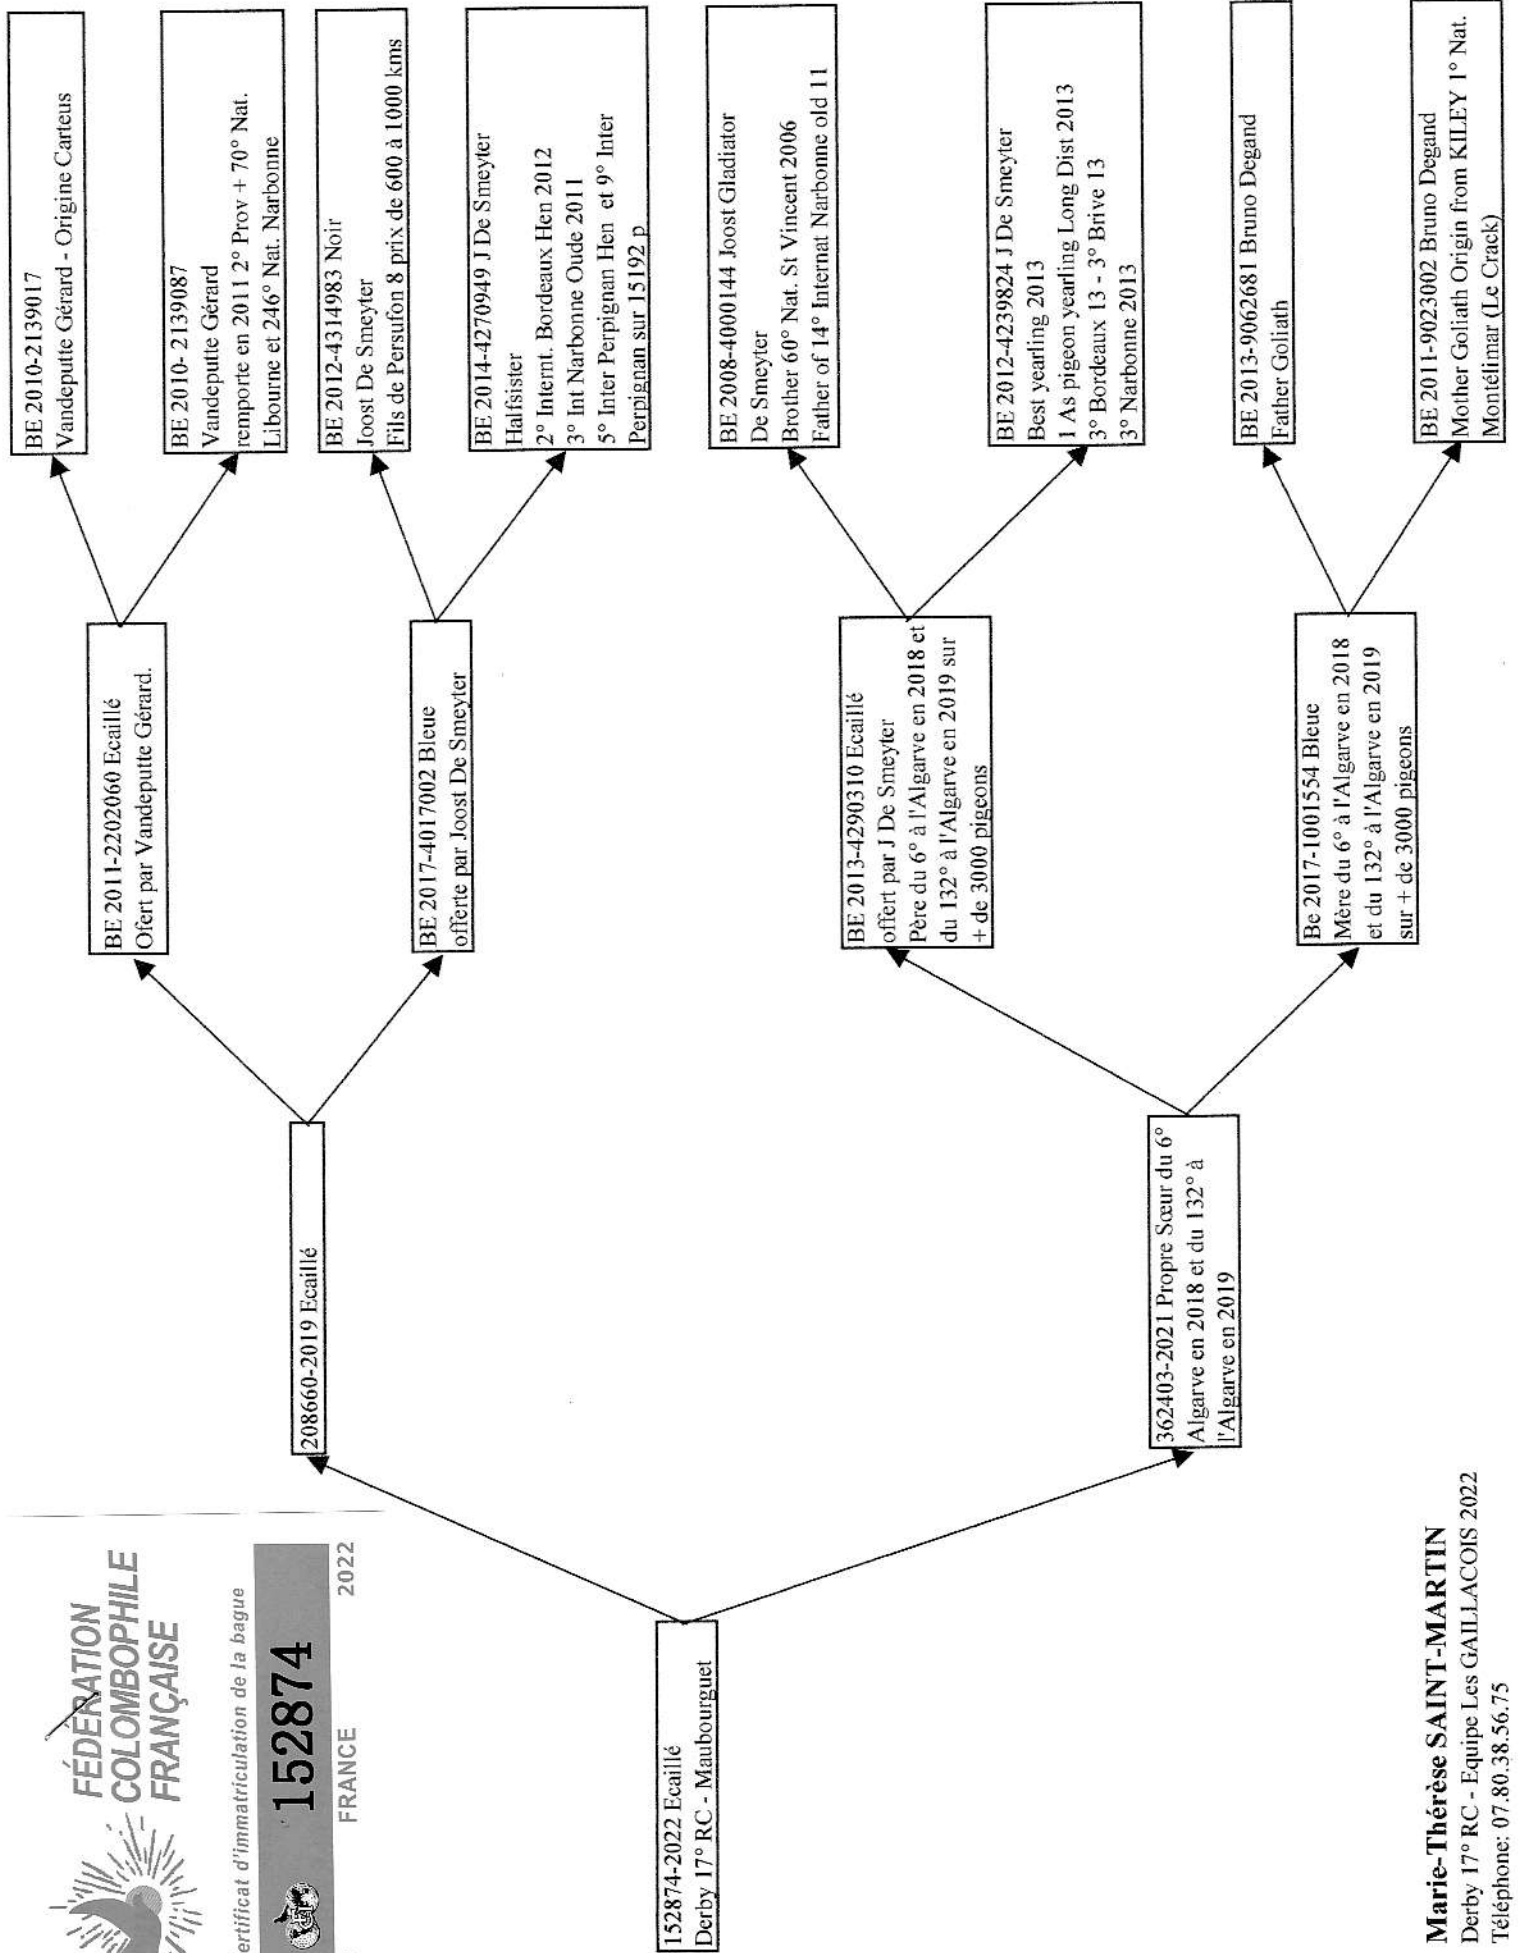 FÉDÉRATION
COLOMBOPHILE
FRANÇAISE
ertificat d'immatriculation de la bague
152874
FRANCE 2022
152874-2022 Ecaillé
Derby 17° RC - Maubourguet
208660-2019 Ecaillé
362403-2021 Propre Sœur du 6°
Algarve en 2018 et du 132° à
l'Algarve en 2019
BE 2011-2202060 Ecaillé
Ofert par Vandeputte Gérard.
BE 2017-4017002 Bleue
offerte par Joost De Smeyter
BE 2013-4290310 Ecaillé
offert par J De Smeyter
Père du 6° à l'Algarve en 2018 et
du 132° à l'Algarve en 2019 sur
+ de 3000 pigeons
Be 2017-1001554 Bleue
Mère du 6° à l'Algarve en 2018
et du 132° à l'Algarve en 2019
sur + de 3000 pigeons
BE 2010-2139017
Vandeputte Gérard - Origine Carteus
BE 2010- 2139087
Vandeputte Gérard
remporte en 2011 2° Prov + 70° Nat.
Libourne et 246° Nat. Narbonne
BE 2012-4314983 Noir
Joost De Smeyter
Fils de Persufon 8 prix de 600 à 1000 kms
BE 2014-4270949 J De Smeyter
Halfsister
2° Internt. Bordeaux Hen 2012
3° Int Narbonne Oude 2011
5° Inter Perpignan Hen et 9° Inter
Perpignan sur 15192 p
BE 2008-4000144 Joost Gladiator
De Smeyter
Brother 60° Nat. St Vincent 2006
Father of 14° Internat Narbonne old 11
BE 2012-4239824 J De Smeyter
Best yearling 2013
1 As pigeon yearling Long Dist 2013
3° Bordeaux 13 - 3° Brive 13
3° Narbonne 2013
BE 2013-9062681 Bruno Degand
Father Goliath
BE 2011-9023002 Bruno Degand
Mother Goliath Origin from KILEY 1° Nat.
Montélimar (Le Crack)
Marie-Thérèse SAINT-MARTIN
Derby 17° RC - Equipe Les GAILLACOIS 2022
Téléphone: 07.80.38.56.75